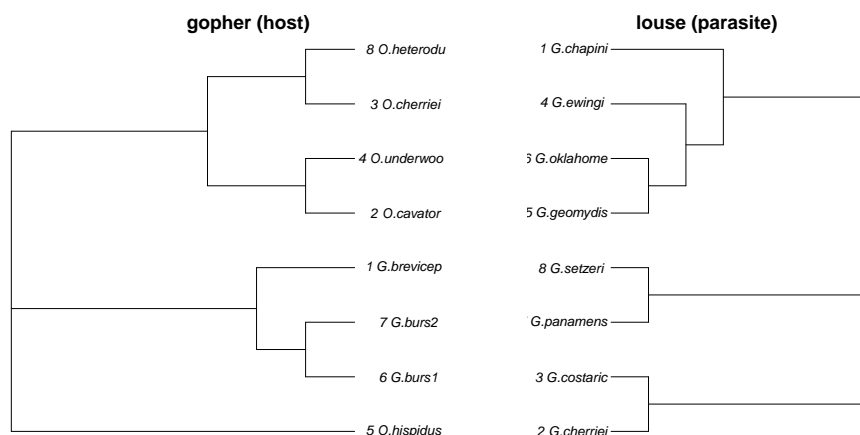 gopher (host)
8 O.heterodu
3 O.cherriei
4 O.underwoo
2 O.cavator
1 G.brevicep
7 G.burs2
6 G.burs1
5 O.hispidus
louse (parasite)
1 G.chapini
4 G.ewingi
G.oklahome
5 G.geomydis
8 G.setzeri
G.panamens
3 G.costaric
2 G.cherriei